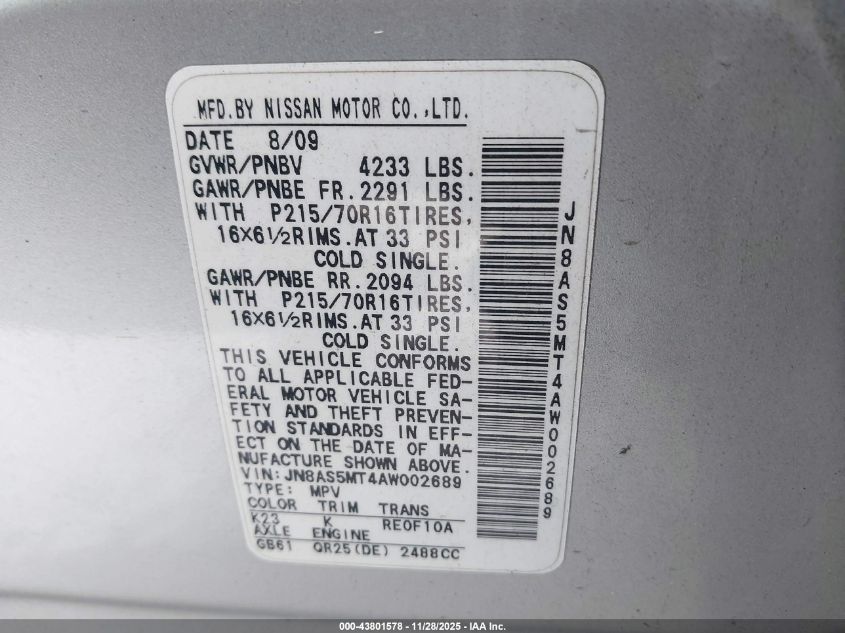 MFD.BY NISSAN MOTOR CO.,LTD.
DATE 8/09
GVWR/PNBV 4233 LBS.
GAWR/PNBE FR.2291 LBS.
WITH P215/70R16TIRES,
16X6½RIMS.AT 33 PSI
COLD SINGLE.
GAWR/PNBE RR.2094 LBS.
WITH P215/70R16TIRES,
16X6½RIMS.AT 33 PSI
COLD SINGLE.
THIS VEHICLE CONFORMS
TO ALL APPLICABLE FED-
ERAL MOTOR VEHICLE SA-
FETY AND THEFT PREVEN-
TION STANDARDS IN EFF-
ECT ON THE DATE OF MA-
NUFACTURE SHOWN ABOVE.
VIN:JN8AS5MT4AW002689
TYPE: MPV
COLOR TRIM TRANS
K23 K RE0F10A
AXLE ENGINE
GB61 QR25(DE) 2488CC
JN8AS5MT4AW002689
000-43801578 - 11/28/2025 - IAA Inc.